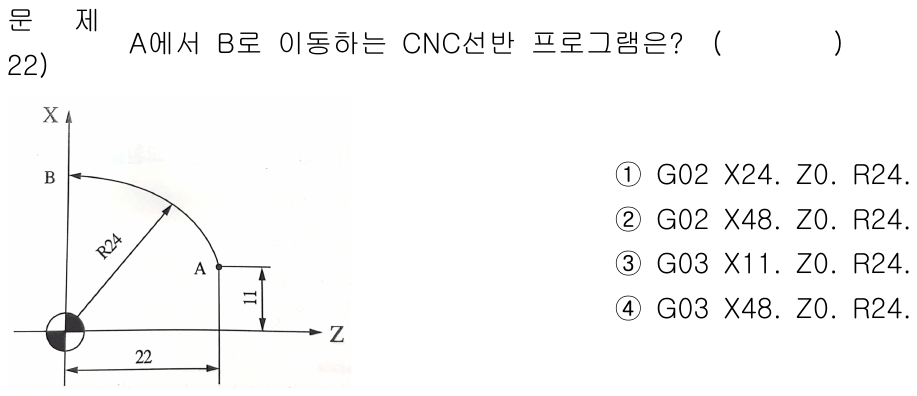 문 제
22)
A에서 B로 이동하는 CNC선반 프로그램은? ( )
X
B
R24
A
11
Z
22
① G02 X24. Z0. R24.
② G02 X48. Z0. R24.
③ G03 X11. Z0. R24.
④ G03 X48. Z0. R24.